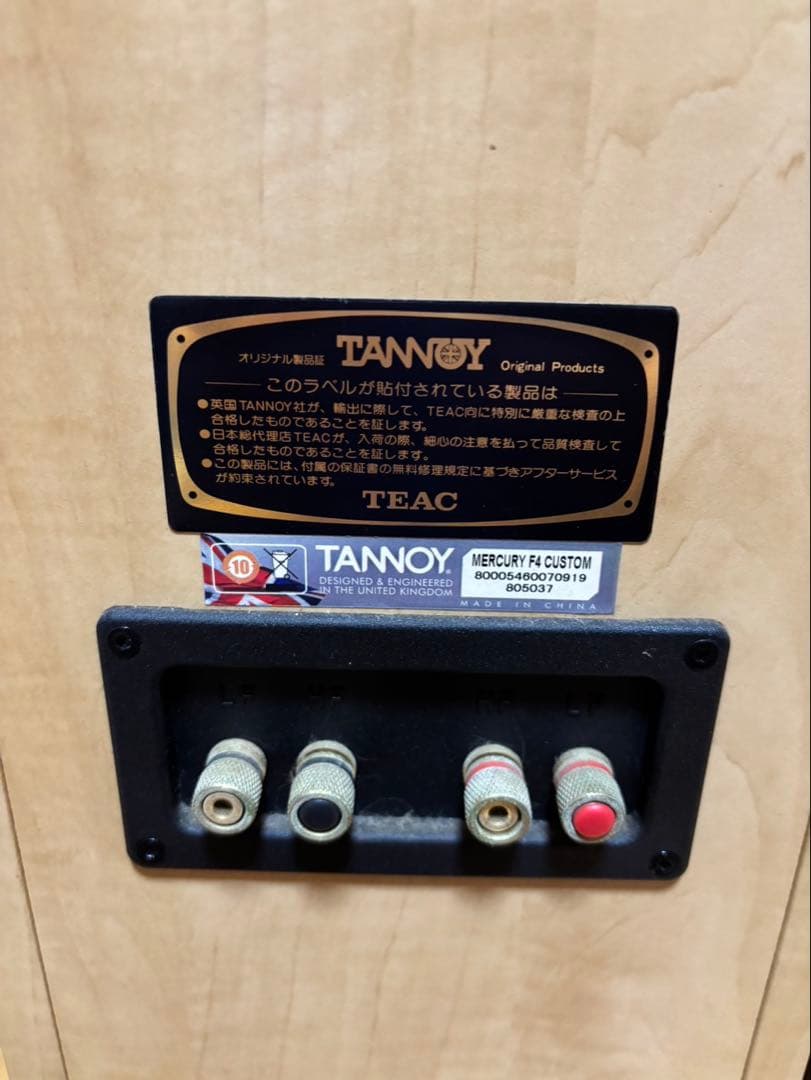 オリジナル製品証 TANNOY Original Products
このラベルが貼付されている製品は
●英国TANNOY社が、輸出に際して、TEAC向に特別に厳重な検査の上
合格したものであることを証します。
●日本総代理店TEACが、入荷の際、細心の注意を払って品質検査して
合格したものであることを証します。
●この製品には、付属の保証書の無料修理規定に基づきアフターサービス
が約束されています。
TEAC
10 TANNOY® MERCURY F4 CUSTOM
DESIGNED & ENGINEERED 80005460070919
IN THE UNITED KINGDOM 805037
MADE IN CHINA
LF HF HF LF